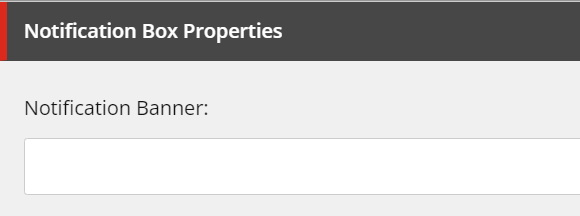 Notification Box Properties
Notification Banner: